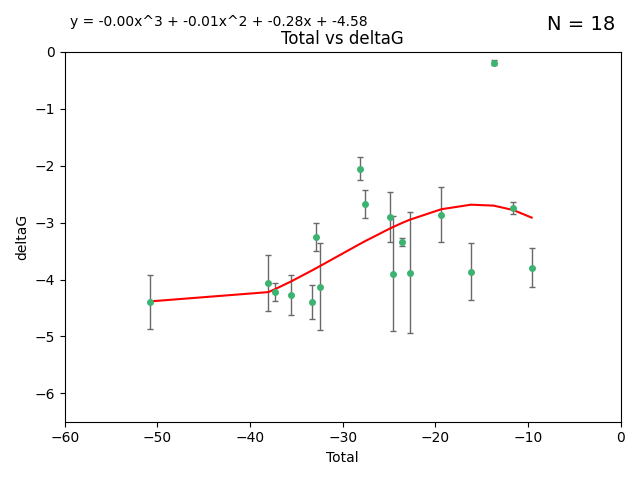 y = -0.00x^3 + -0.01x^2 + -0.28x + -4.58
N = 18
Total vs deltaG
0
−1
−2
−3
−4
−5
−6
deltaG
−60 −50 −40 −30 −20 −10 0
Total